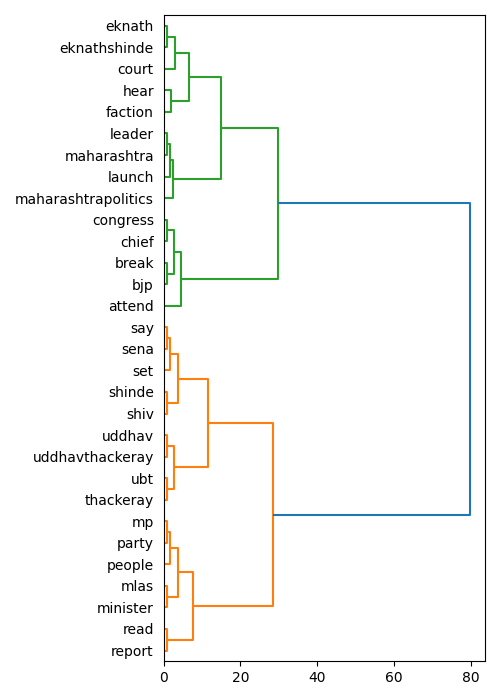 eknath
eknathshinde
court
hear
faction
leader
maharashtra
launch
maharashtrapolitics
congress
chief
break
bjp
attend
say
sena
set
shinde
shiv
uddhav
uddhavthackeray
ubt
thackeray
mp
party
people
mlas
minister
read
report
0 20 40 60 80